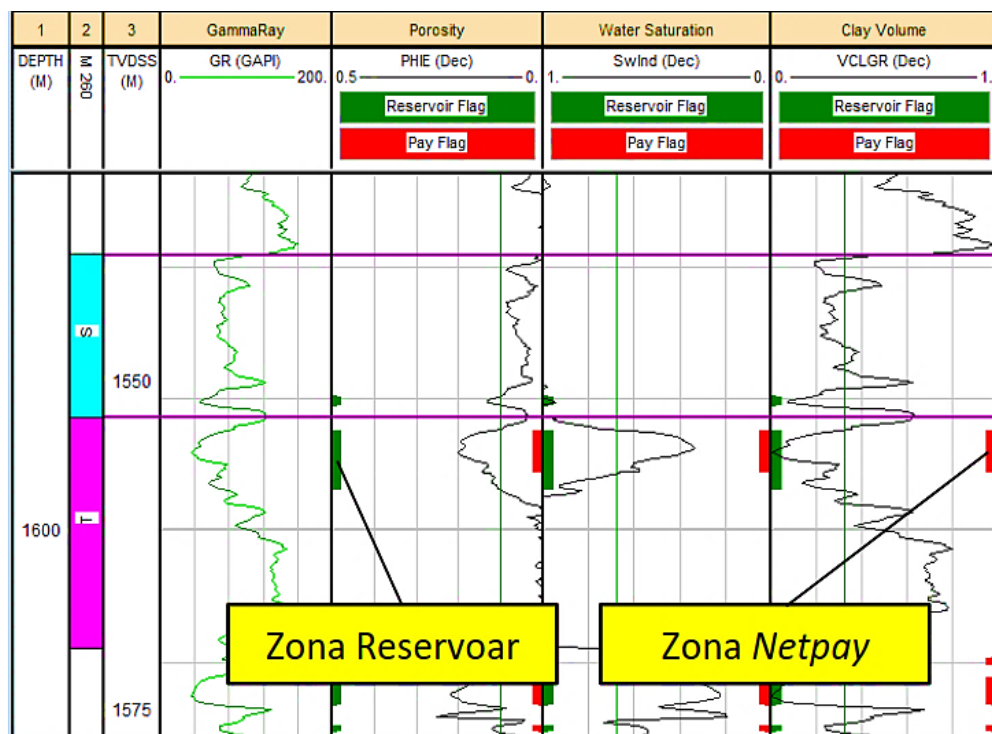 1 2 3 GammaRay Porosity Water Saturation Clay Volume
DEPTH (M) M 260 TVDSS (M) GR (GAPI) PHIE (Dec) SwInd (Dec) VCLGR (Dec)
0. 200. 0.5 0. 1. 0. 0. 1.
Reservoir Flag Reservoir Flag Reservoir Flag
Pay Flag Pay Flag Pay Flag
S
1550
T
1600
Zona Reservoar Zona Netpay
1575